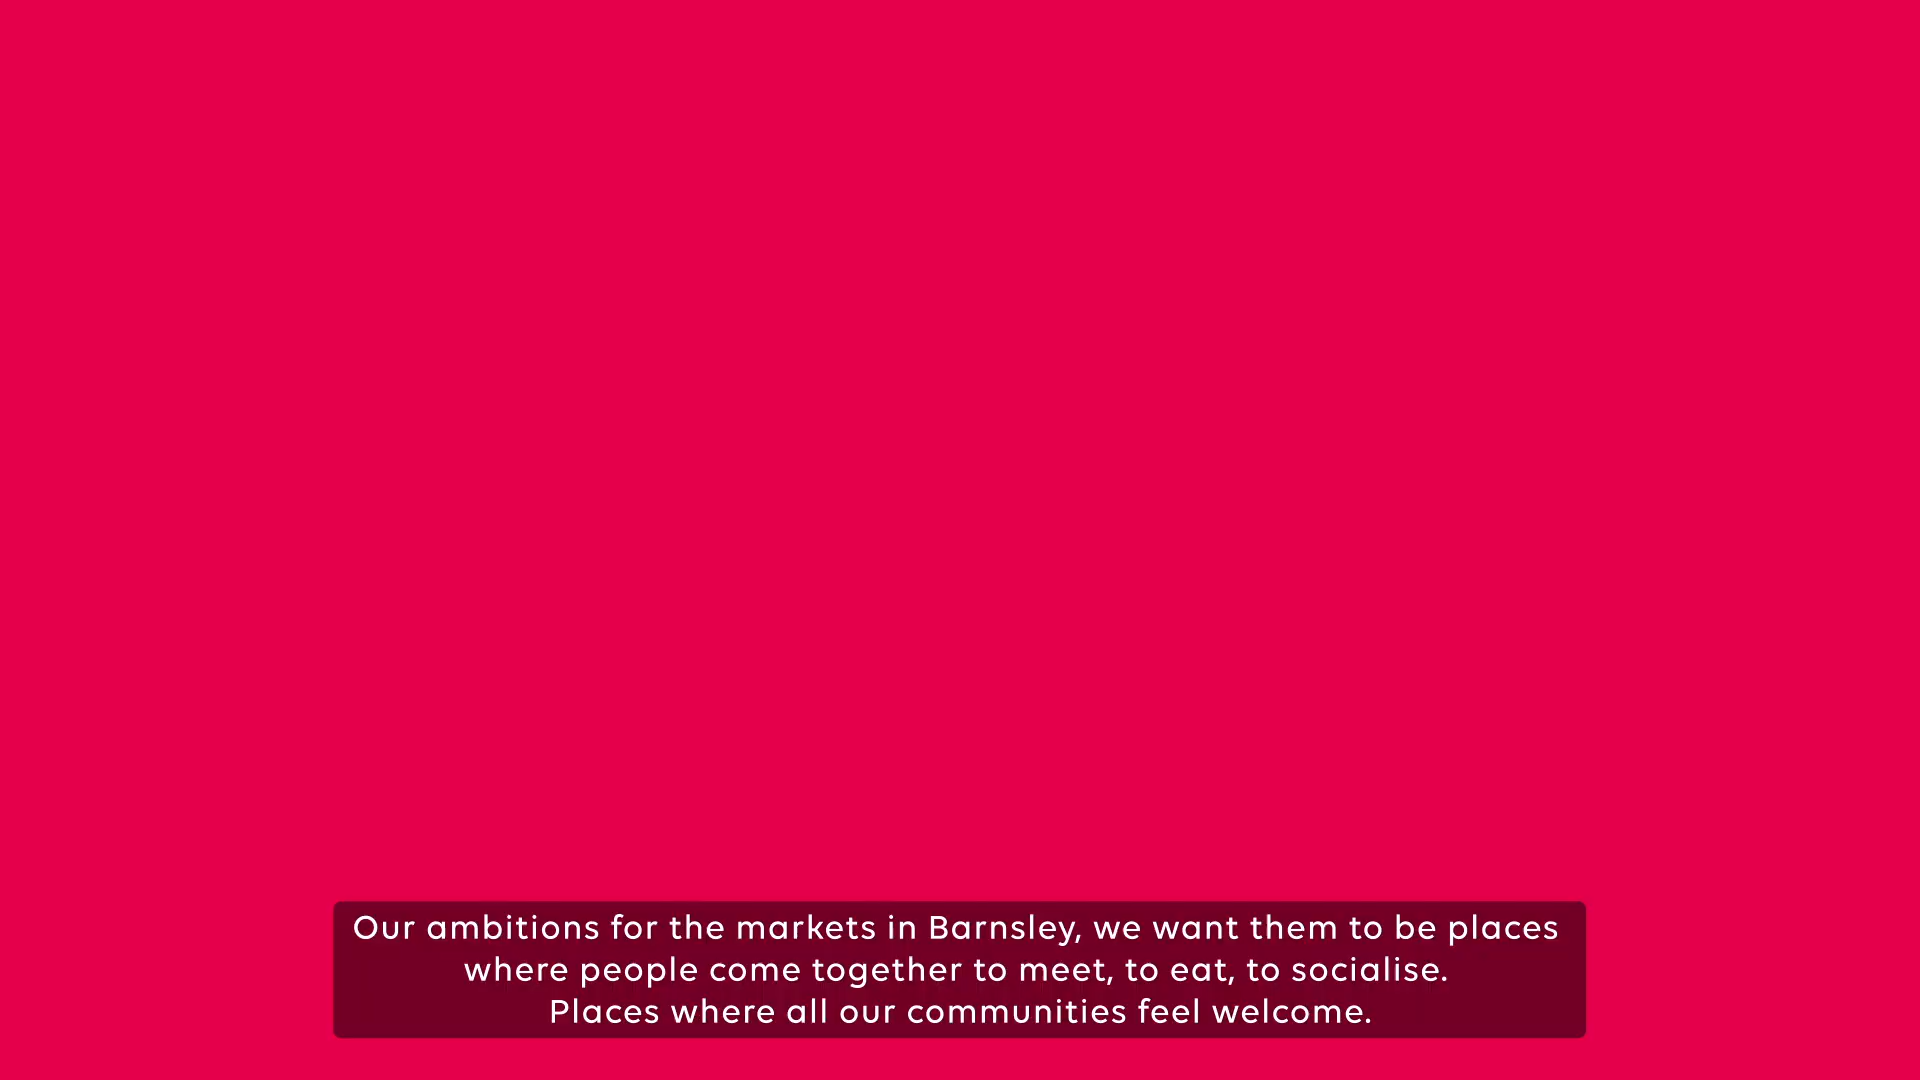 Our ambitions for the markets in Barnsley, we want them to be places
where people come together to meet, to eat, to socialise.
Places where all our communities feel welcome.